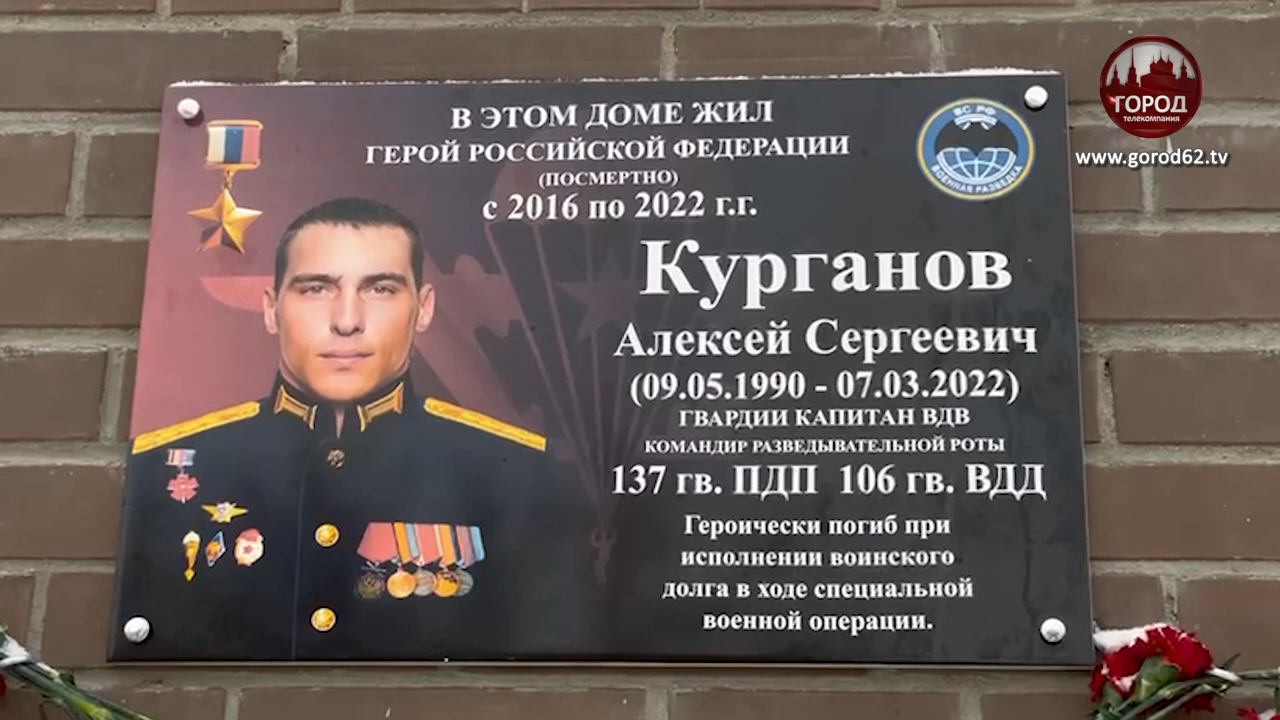 В ЭТОМ ДОМЕ ЖИЛ
ГЕРОЙ РОССИЙСКОЙ ФЕДЕРАЦИИ
(ПОСМЕРТНО)
с 2016 по 2022 г.г.
Курганов
Алексей Сергеевич
(09.05.1990 - 07.03.2022)
ГВАРДИИ КАПИТАН ВДВ
КОМАНДИР РАЗВЕДЫВАТЕЛЬНОЙ РОТЫ
137 гв. ПДП 106 гв. ВДД
Героически погиб при
исполнении воинского
долга в ходе специальной
военной операции.
ВС РФ
ВОЕННАЯ РАЗВЕДКА
ГОРОД
телекомпания
www.gorod62.tv